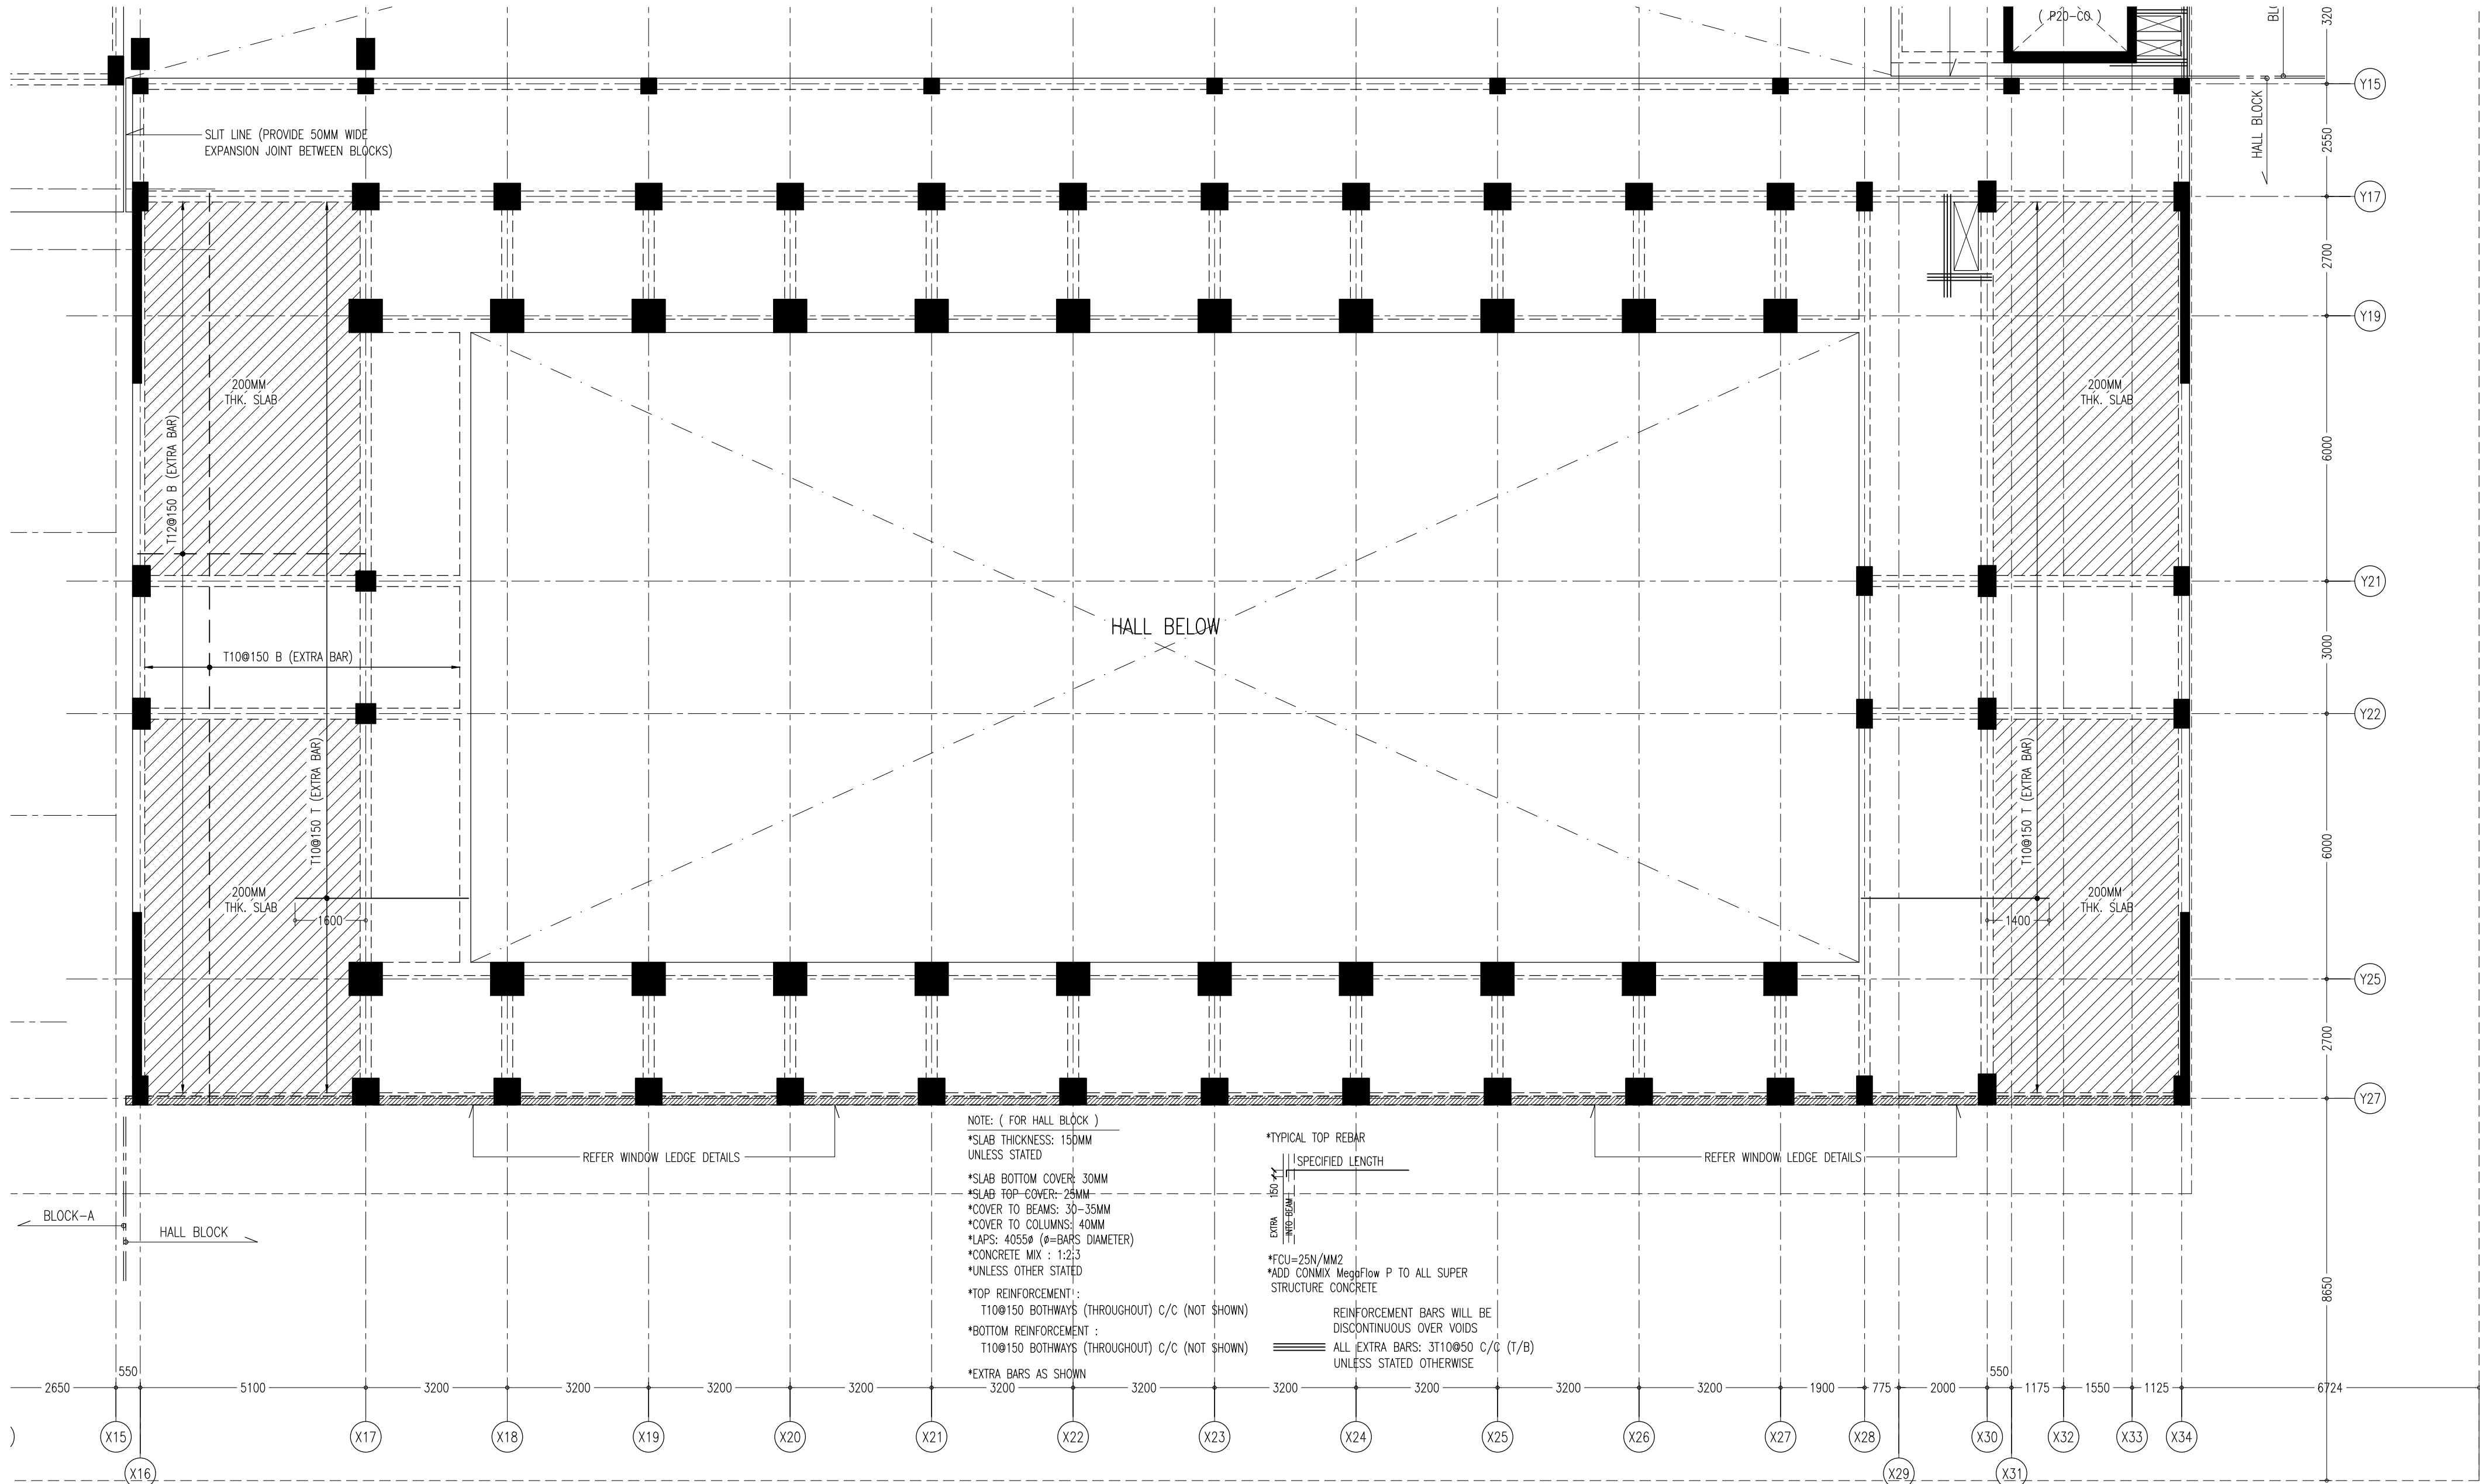 ( P20-CO )
320
Y15
SLIT LINE (PROVIDE 50MM WIDE
EXPANSION JOINT BETWEEN BLOCKS)
HALL BLOCK
2550
Y17
2700
Y19
200MM
THK. SLAB
200MM
THK. SLAB
T12@150 B (EXTRA BAR)
6000
Y21
HALL BELOW
T10@150 B (EXTRA BAR)
3000
Y22
T10@150 T (EXTRA BAR)
T10@150 T (EXTRA BAR)
6000
200MM
THK. SLAB
1600
200MM
THK. SLAB
1400
Y25
2700
Y27
REFER WINDOW LEDGE DETAILS
REFER WINDOW LEDGE DETAILS
NOTE: ( FOR HALL BLOCK )
*SLAB THICKNESS: 150MM
UNLESS STATED
*SLAB BOTTOM COVER: 30MM
*SLAB TOP COVER: 25MM
*COVER TO BEAMS: 30-35MM
*COVER TO COLUMNS: 40MM
*LAPS: 4055ø (ø=BARS DIAMETER)
*CONCRETE MIX : 1:2:3
*UNLESS OTHER STATED
*TOP REINFORCEMENT :
T10@150 BOTHWAYS (THROUGHOUT) C/C (NOT SHOWN)
*BOTTOM REINFORCEMENT :
T10@150 BOTHWAYS (THROUGHOUT) C/C (NOT SHOWN)
*EXTRA BARS AS SHOWN
*TYPICAL TOP REBAR
SPECIFIED LENGTH
150
EXTRA
INTO BEAM
*FCU=25N/MM2
*ADD CONMIX MegaFlow P TO ALL SUPER
STRUCTURE CONCRETE
REINFORCEMENT BARS WILL BE
DISCONTINUOUS OVER VOIDS
ALL EXTRA BARS: 3T10@50 C/C (T/B)
UNLESS STATED OTHERWISE
BLOCK-A
HALL BLOCK
8650
2650
550
5100
3200
3200
3200
3200
3200
3200
3200
3200
3200
3200
1900
775
2000
550
1175
1550
1125
6724
X15
X16
X17
X18
X19
X20
X21
X22
X23
X24
X25
X26
X27
X28
X29
X30
X31
X32
X33
X34